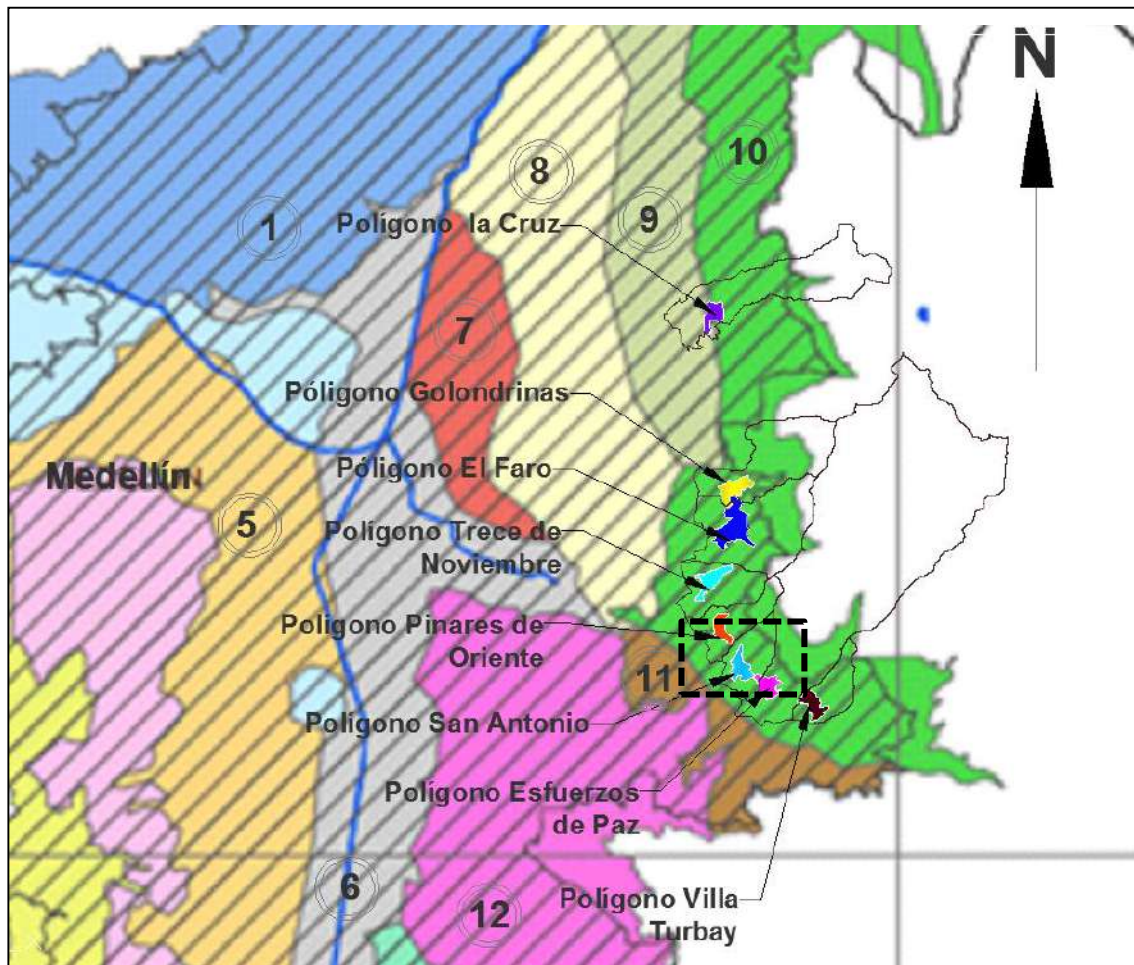 N
10
8
9
1
Polígono la Cruz
7
Póligono Golondrinas
Póligono El Faro
Medellín
5
Polígono Trece de
Noviembre
Poligono Pinares de
Oriente
11
Polígono San Antonio
Polígono Esfuerzos
de Paz
6
12
Polígono Villa
Turbay